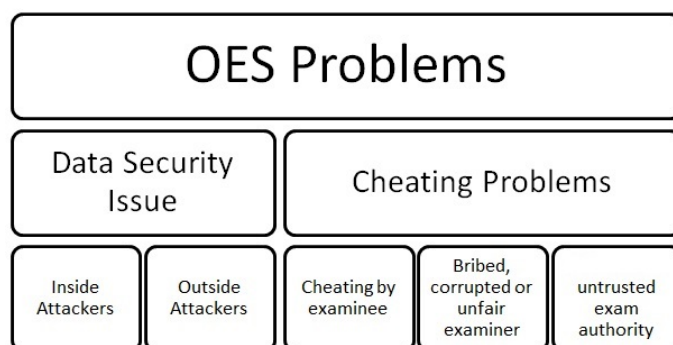 OES Problems
Data Security
Issue
Cheating Problems
Inside
Attackers
Outside
Attackers
Cheating by
examinee
Bribed,
corrupted or
unfair
examiner
untrusted
exam
authority